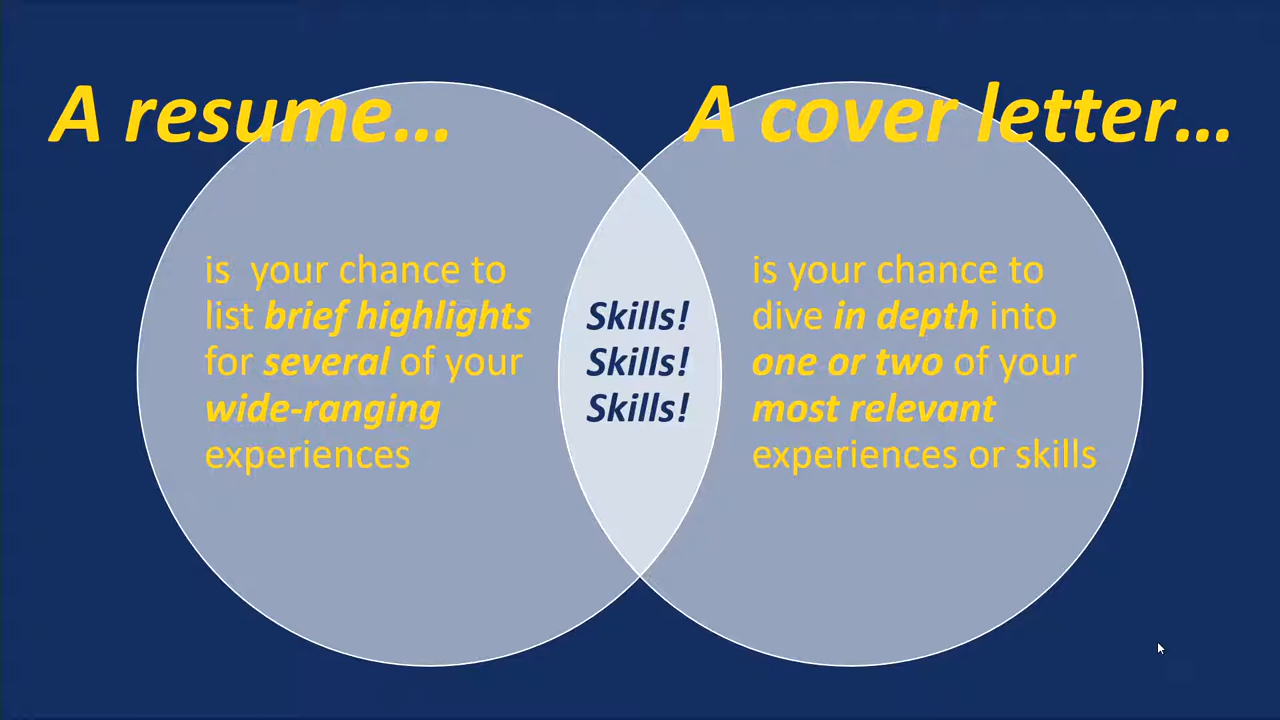 A resume...
A cover letter...
is  your chance to
list brief highlights
for several of your
wide-ranging
experiences
Skills!
Skills!
Skills!
is your chance to
dive in depth into
one or two of your
most relevant
experiences or skills